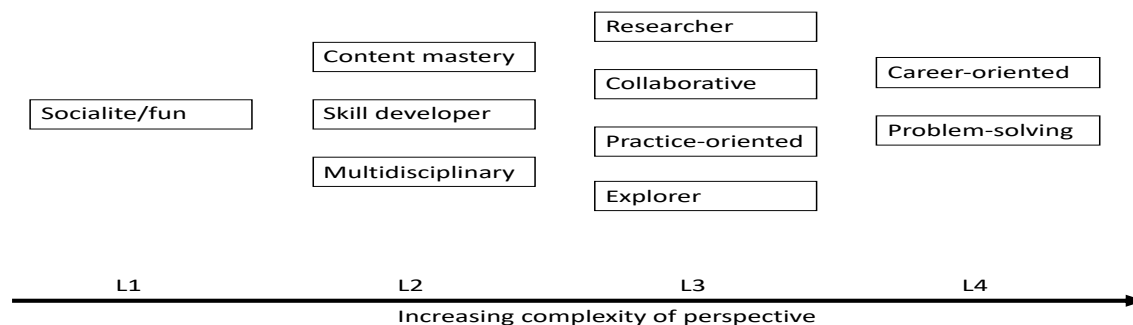 Socialite/fun
Content mastery
Skill developer
Multidisciplinary
Researcher
Collaborative
Practice-oriented
Explorer
Career-oriented
Problem-solving
L1
L2
L3
L4
Increasing complexity of perspective